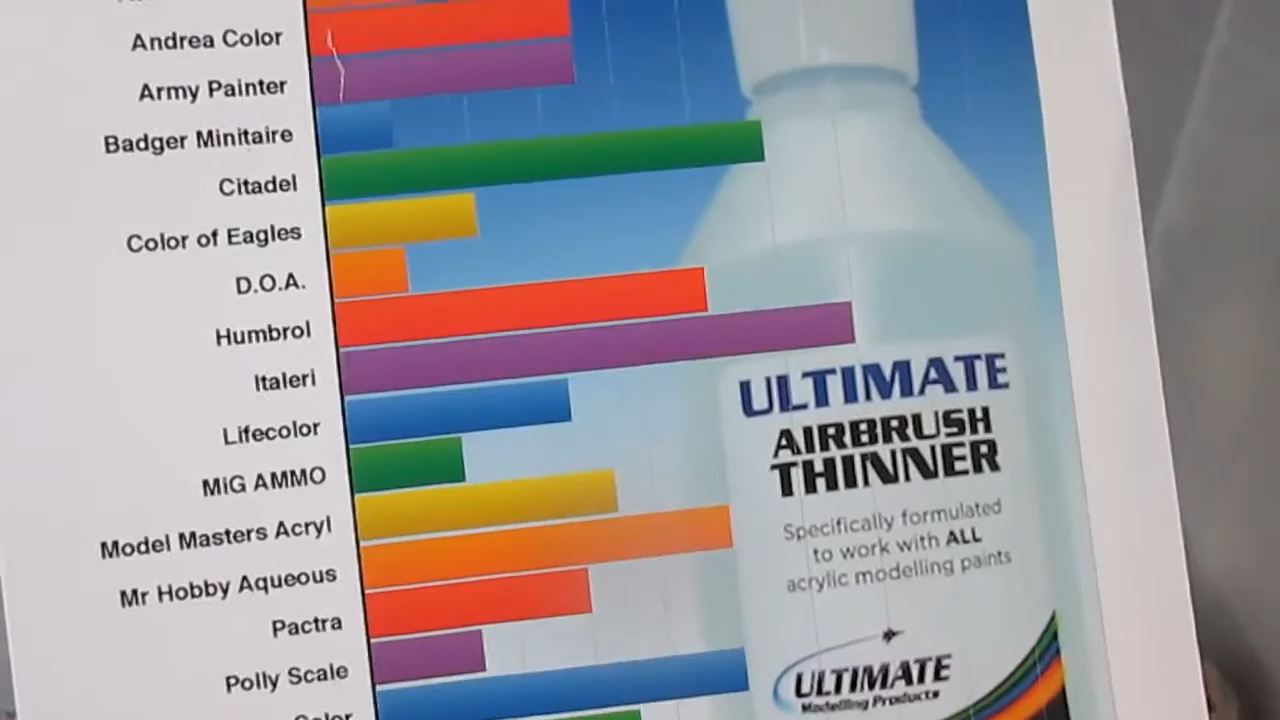 Andrea Color
Army Painter
Badger Minitaire
Citadel
Color of Eagles
D.O.A.
Humbrol
Italeri
Lifecolor
MiG AMMO
Model Masters Acryl
Mr Hobby Aqueous
Pactra
Polly Scale
Color
ULTIMATE
AIRBRUSH
THINNER
Specifically formulated
to work with ALL
acrylic modelling paints
ULTIMATE
Modelling Products